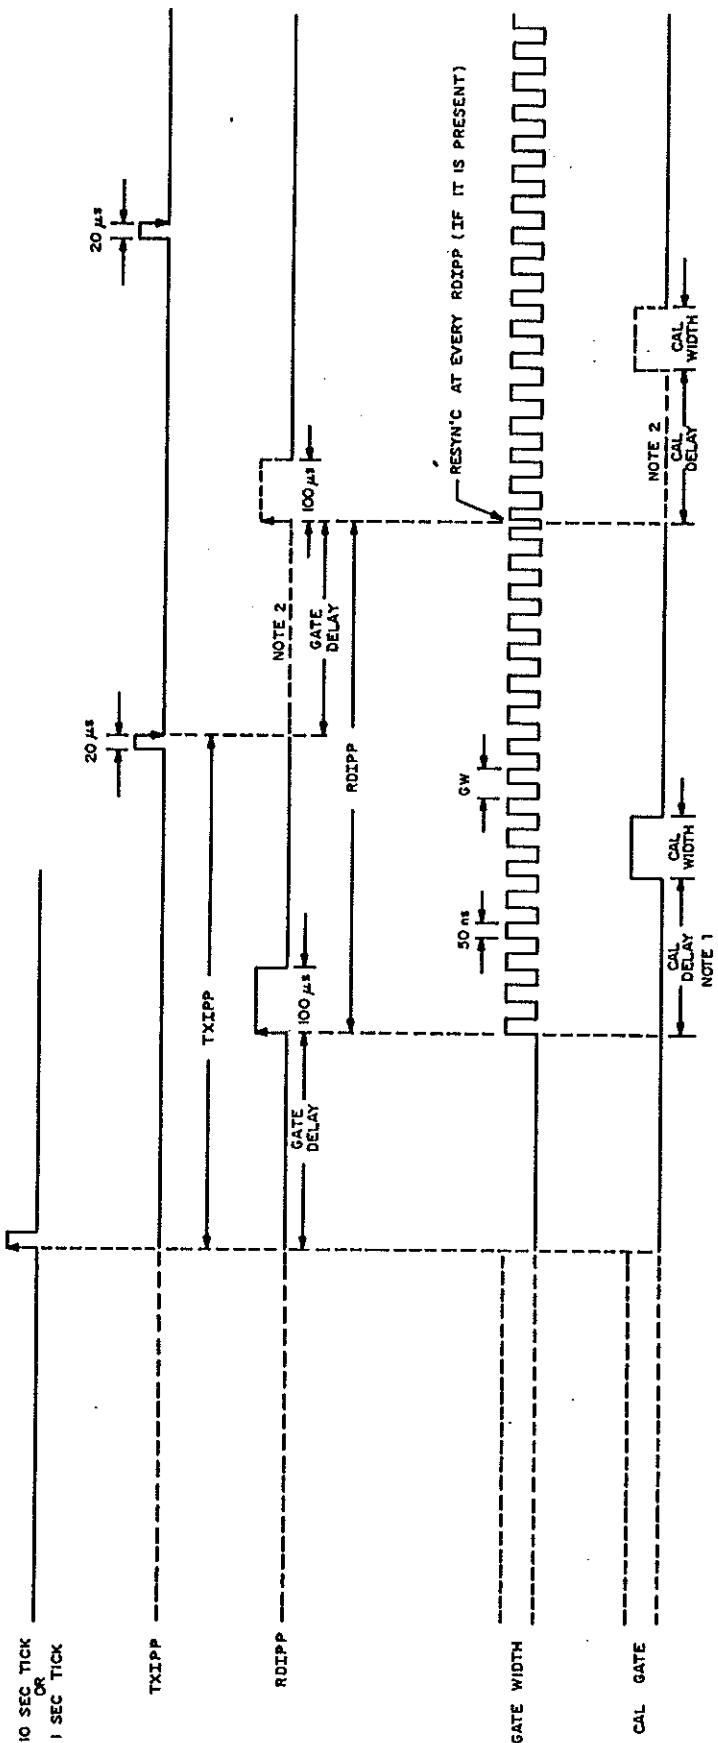 10 SEC TICK
OR
1 SEC TICK
TXIPP
20 µs
20 µs
TXIPP
RDIPP
GATE
DELAY
100 µs
NOTE 2
GATE
DELAY
100 µs
RDIPP
GATE WIDTH
50 ns
GW
RESYN'C AT EVERY RDIPP (IF IT IS PRESENT)
CAL GATE
CAL
DELAY
NOTE 1
CAL
WIDTH
NOTE 2
CAL
DELAY
CAL
WIDTH